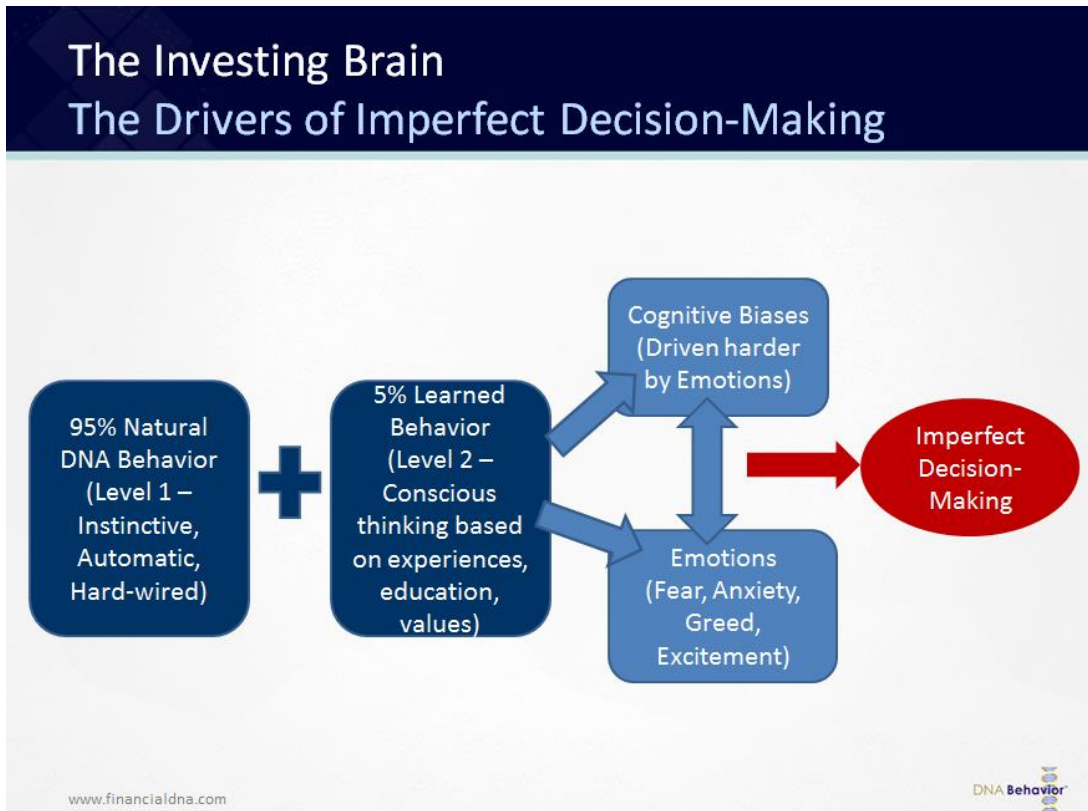 The Investing Brain
The Drivers of Imperfect Decision-Making
95% Natural
DNA Behavior
(Level 1 –
Instinctive,
Automatic,
Hard-wired)
5% Learned
Behavior
(Level 2 –
Conscious
thinking based
on experiences,
education,
values)
Cognitive Biases
(Driven harder
by Emotions)
Emotions
(Fear, Anxiety,
Greed,
Excitement)
Imperfect
Decision-
Making
www.financialdna.com
DNA Behavior